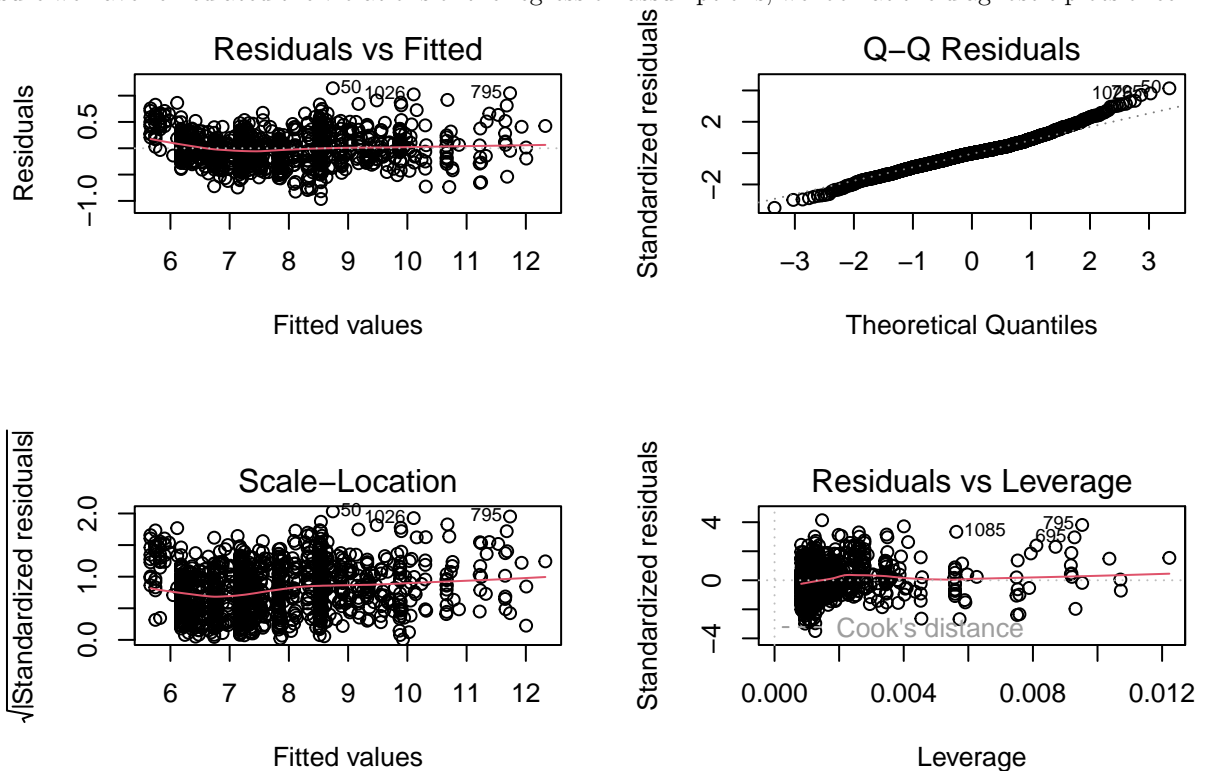 Residuals vs Fitted
Residuals
0.5
−1.0
50
1026
795
6 7 8 9 10 11 12
Fitted values
Q−Q Residuals
Standardized residuals
2
−2
50
−3 −2 −1 0 1 2 3
Theoretical Quantiles
Scale−Location
√|Standardized residuals|
2.0
1.0
0.0
50
1026
795
6 7 8 9 10 11 12
Fitted values
Residuals vs Leverage
Standardized residuals
4
0
−4
795
1085
695
Cook's distance
0.000 0.004 0.008 0.012
Leverage